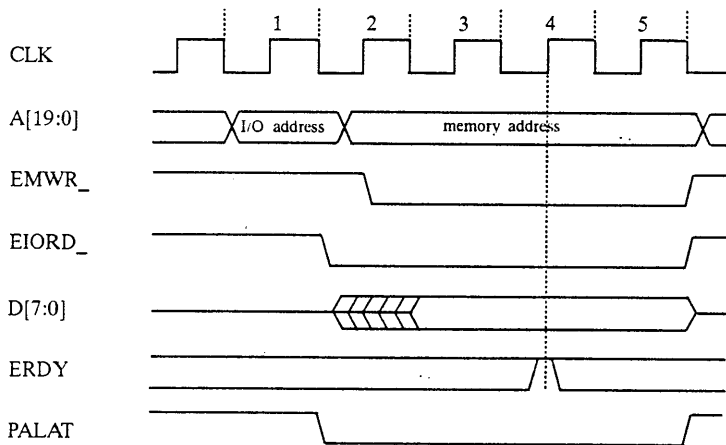 1 2 3 4 5
CLK
A[19:0] I/O address memory address
EMWR_
EIORD_
D[7:0]
ERDY
PALAT